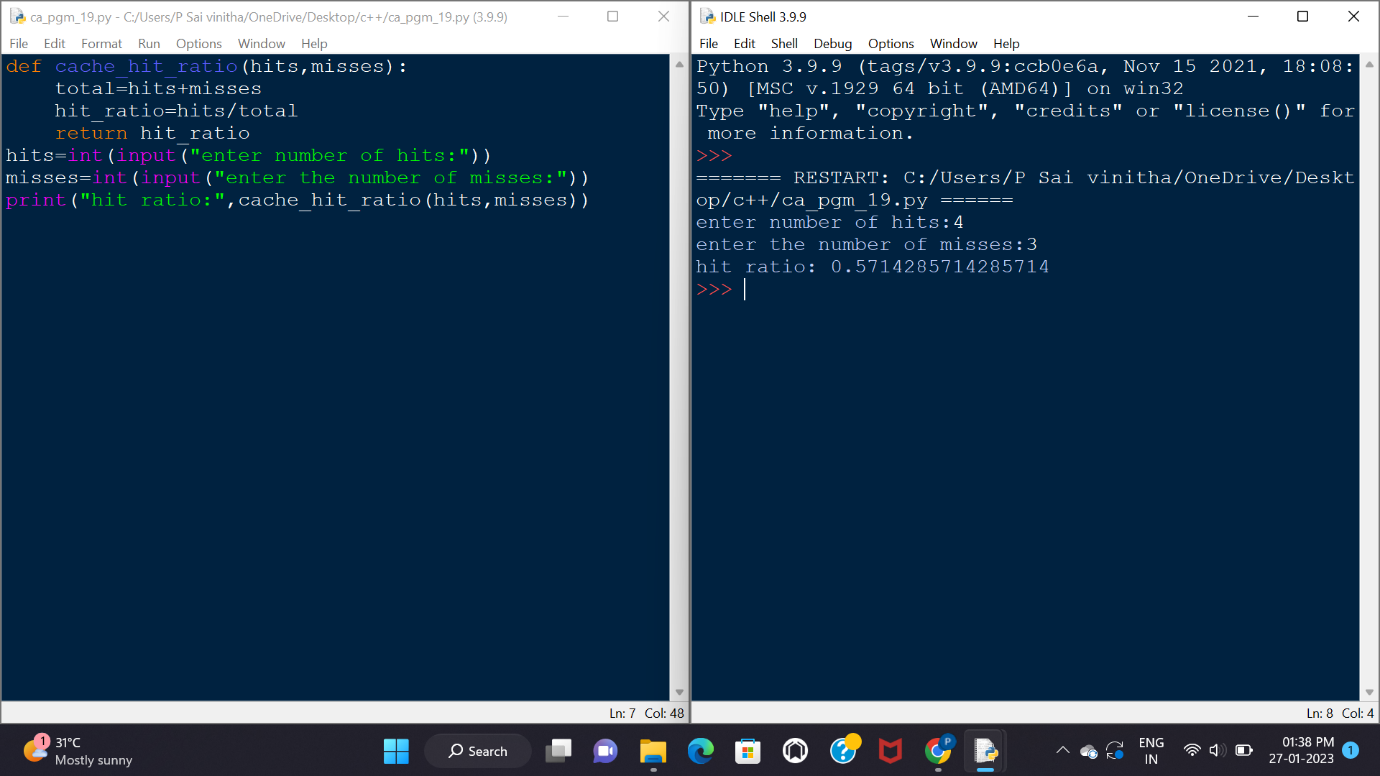 ca_pgm_19.py - C:/Users/P Sai vinitha/OneDrive/Desktop/c++/ca_pgm_19.py (3.9.9)
File Edit Format Run Options Window Help
def cache_hit_ratio(hits,misses):
    total=hits+misses
    hit_ratio=hits/total
    return hit_ratio
hits=int(input("enter number of hits:"))
misses=int(input("enter the number of misses:"))
print("hit ratio:",cache_hit_ratio(hits,misses))
Ln: 7 Col: 48
IDLE Shell 3.9.9
File Edit Shell Debug Options Window Help
Python 3.9.9 (tags/v3.9.9:ccb0e6a, Nov 15 2021, 18:08:
50) [MSC v.1929 64 bit (AMD64)] on win32
Type "help", "copyright", "credits" or "license()" for
 more information.
>>>
======= RESTART: C:/Users/P Sai vinitha/OneDrive/Deskt
op/c++/ca_pgm_19.py ======
enter number of hits:4
enter the number of misses:3
hit ratio: 0.5714285714285714
>>>
Ln: 8 Col: 4
1
31°C
Mostly sunny
Search
P
ENG
IN
01:38 PM
27-01-2023
1